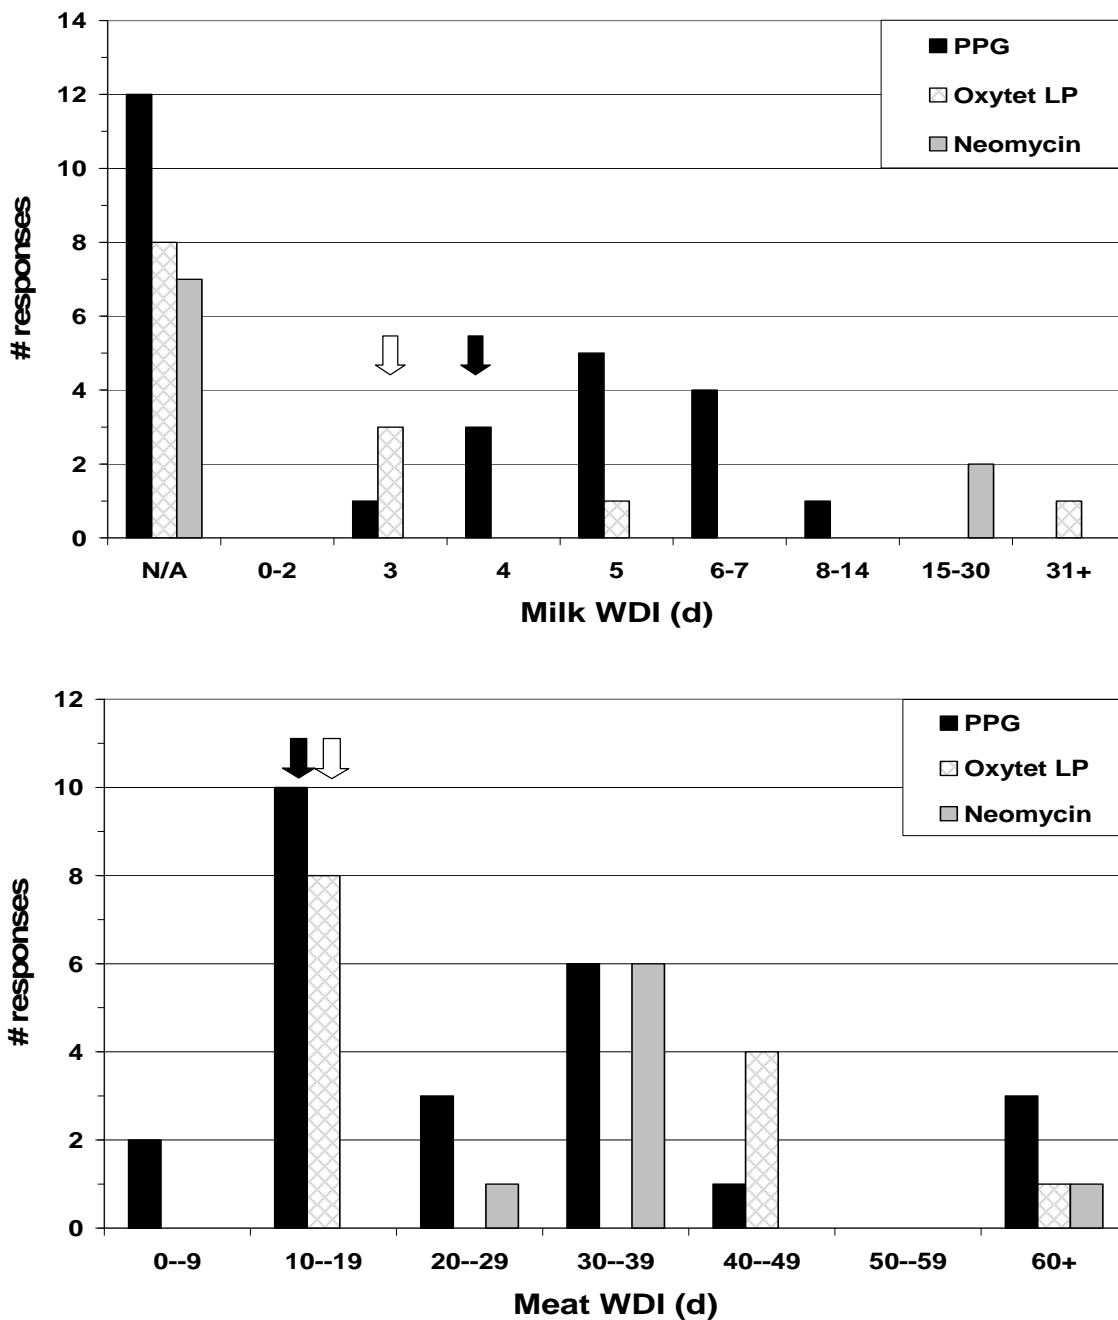 14
12
10
8
6
4
2
0
# responses
PPG
Oxytet LP
Neomycin
N/A 0-2 3 4 5 6-7 8-14 15-30 31+
Milk WDI (d)
12
10
8
6
4
2
0
# responses
PPG
Oxytet LP
Neomycin
0--9 10--19 20--29 30--39 40--49 50--59 60+
Meat WDI (d)